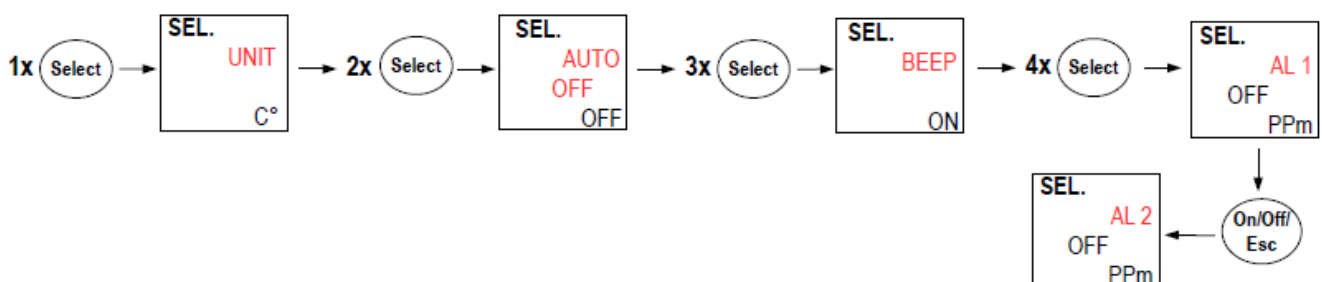 1x Select
SEL.
UNIT
C°
2x Select
SEL.
AUTO
OFF
OFF
3x Select
SEL.
BEEP
ON
4x Select
SEL.
AL 1
OFF
PPm
On/Off/
Esc
SEL.
AL 2
OFF
PPm